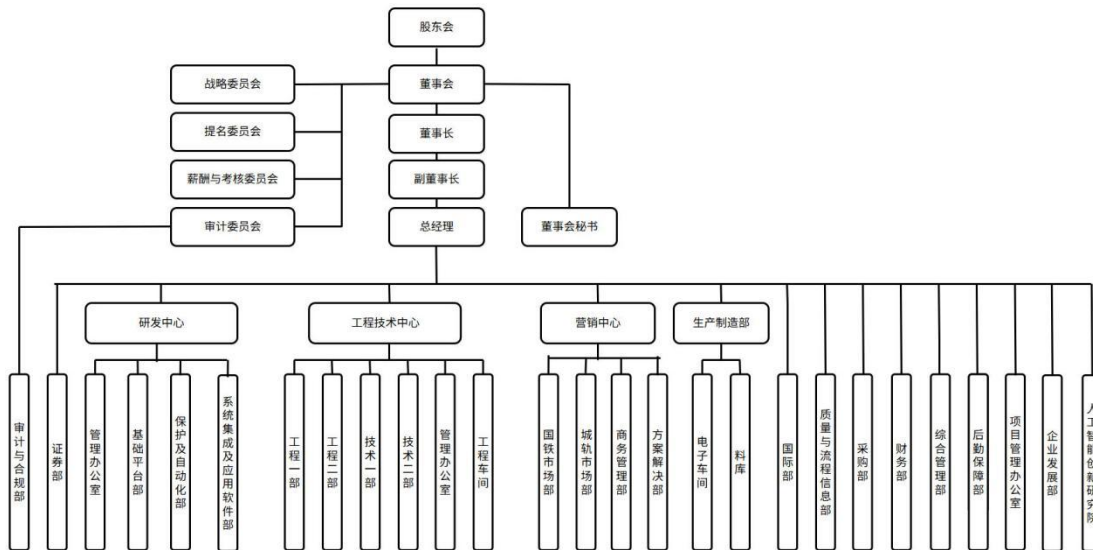 股东会
战略委员会
董事会
提名委员会
董事长
薪酬与考核委员会
副董事长
审计委员会
总经理
董事会秘书
研发中心
工程技术中心
营销中心
生产制造部
审计与合规部
证券部
管理办公室
基础平台部
保护及自动化部
系统集成及应用软件部
工程一部
工程二部
技术一部
技术二部
管理办公室
工程车间
国铁市场部
城轨市场部
商务管理部
方案解决部
电子车间
料库
国际部
质量与流程信息部
采购部
财务部
综合管理部
后勤保障部
项目管理办公室
企业发展部
人工智能创新研究院